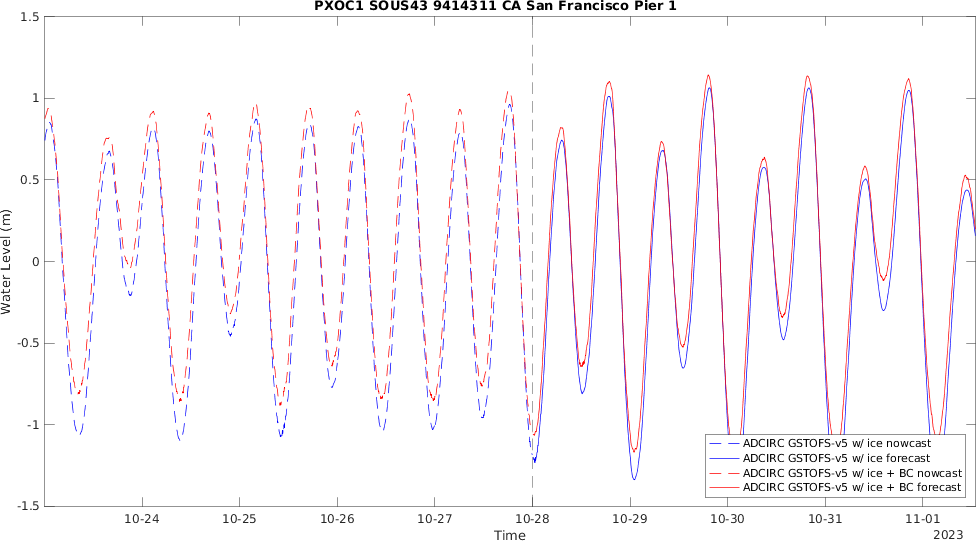 PXOC1 SOUS43 9414311 CA San Francisco Pier 1
1.5
1
0.5
0
-0.5
-1
-1.5
Water Level (m)
ADCIRC GSTOFS-v5 w/ ice nowcast
ADCIRC GSTOFS-v5 w/ ice forecast
ADCIRC GSTOFS-v5 w/ ice + BC nowcast
ADCIRC GSTOFS-v5 w/ ice + BC forecast
10-24 10-25 10-26 10-27 10-28 10-29 10-30 10-31 11-01
Time
2023